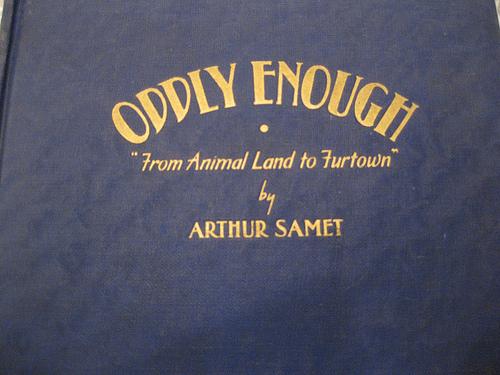 ODDLY ENOUGH
•
"From Animal Land to Furtown"
by
ARTHUR SAMET